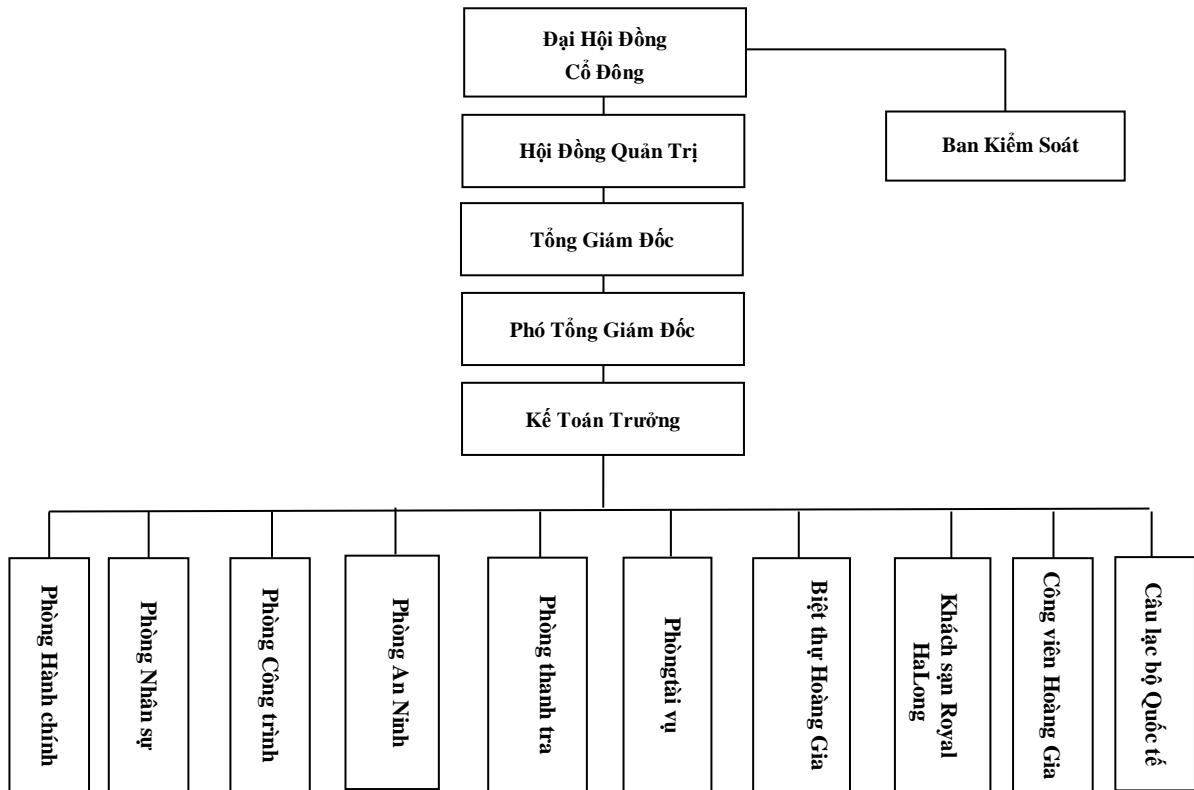 Đại Hội Đồng
Cổ Đông
Ban Kiểm Soát
Hội Đồng Quản Trị
Tổng Giám Đốc
Phó Tổng Giám Đốc
Kế Toán Trưởng
Phòng Hành chính
Phòng Nhân sự
Phòng Công trình
Phòng An Ninh
Phòng thanh tra
Phòngtài vụ
Biệt thự Hoàng Gia
Khách sạn Royal
HaLong
Công viên Hoàng Gia
Câu lạc bộ Quốc tế